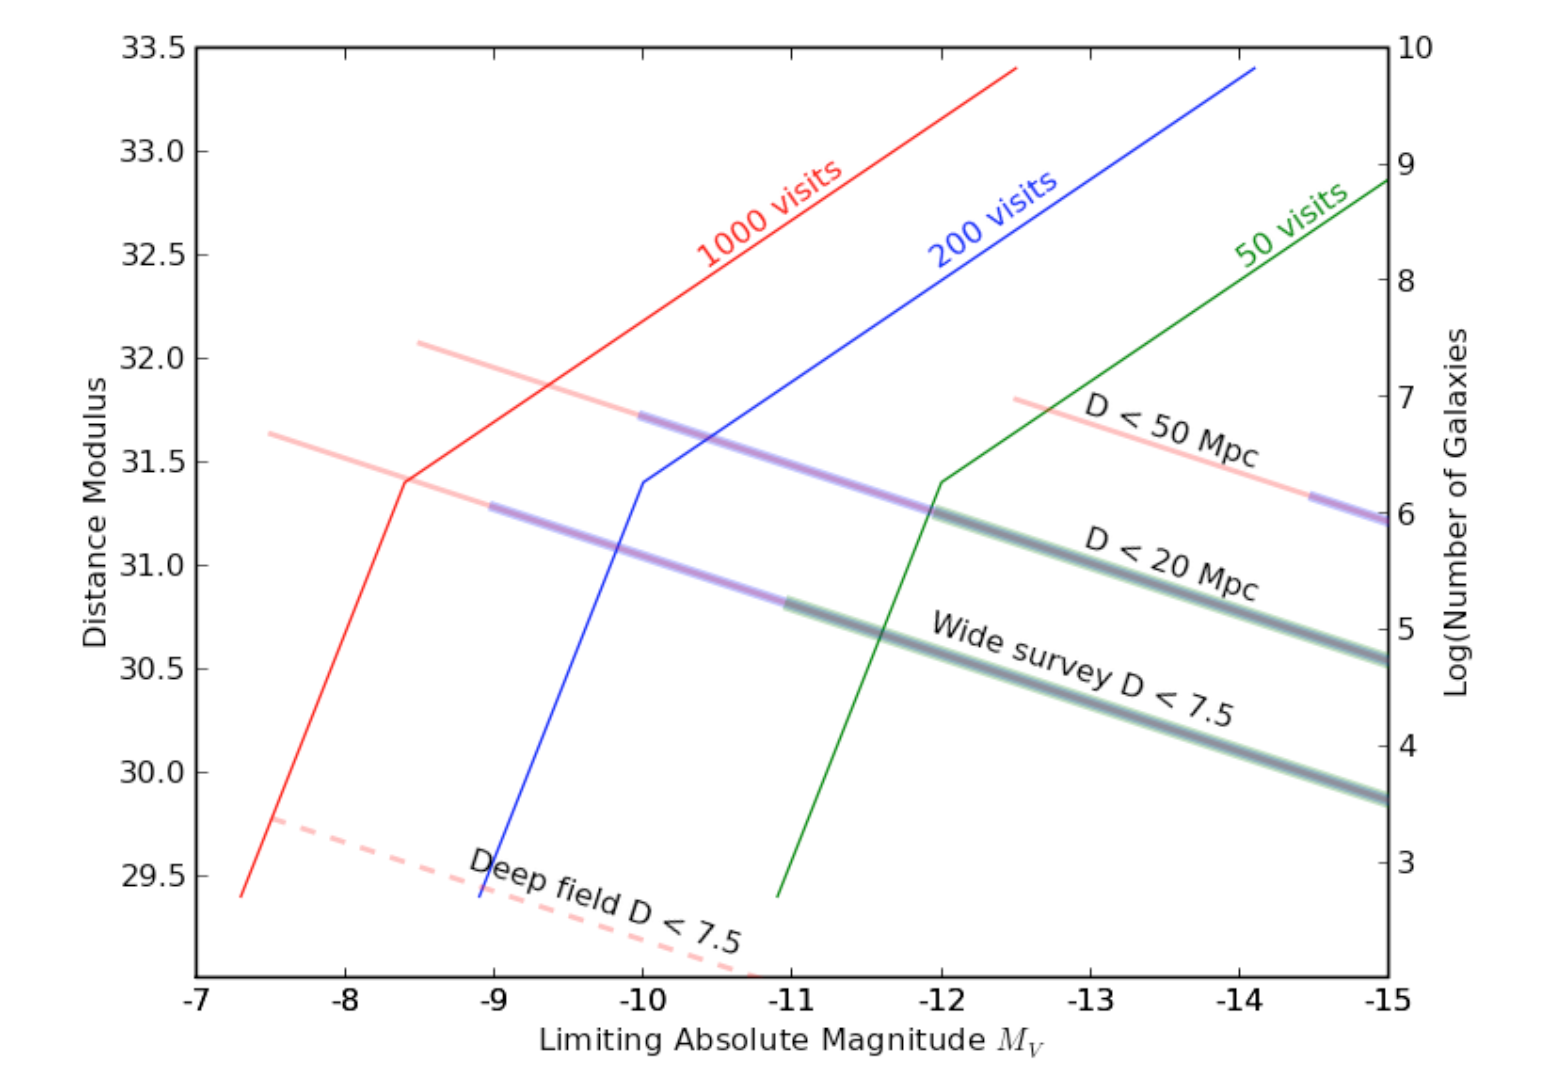 33.5
33.0
32.5
32.0
31.5
31.0
30.5
30.0
29.5
Distance Modulus
10
9
8
7
6
5
4
3
Log(Number of Galaxies)
1000 visits
200 visits
50 visits
D < 50 Mpc
D < 20 Mpc
Wide survey D < 7.5
Deep field D < 7.5
-7 -8 -9 -10 -11 -12 -13 -14 -15
Limiting Absolute Magnitude M_V